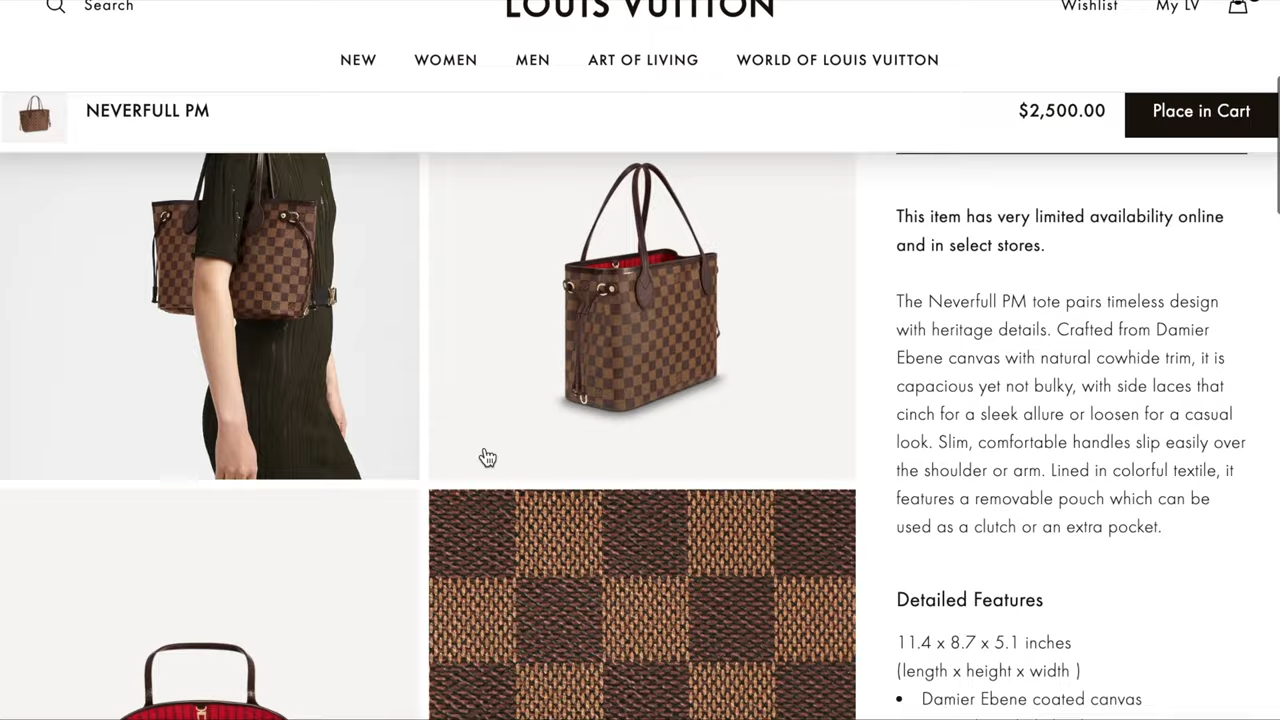 Search
LOUIS VUITTON
Wishlist
My LV
NEW
WOMEN
MEN
ART OF LIVING
WORLD OF LOUIS VUITTON
NEVERFULL PM
$2,500.00
Place in Cart
This item has very limited availability online
and in select stores.
The Neverfull PM tote pairs timeless design
with heritage details. Crafted from Damier
Ebene canvas with natural cowhide trim, it is
capacious yet not bulky, with side laces that
cinch for a sleek allure or loosen for a casual
look. Slim, comfortable handles slip easily over
the shoulder or arm. Lined in colorful textile, it
features a removable pouch which can be
used as a clutch or an extra pocket.
Detailed Features
11.4 x 8.7 x 5.1 inches
(length x height x width )
• Damier Ebene coated canvas